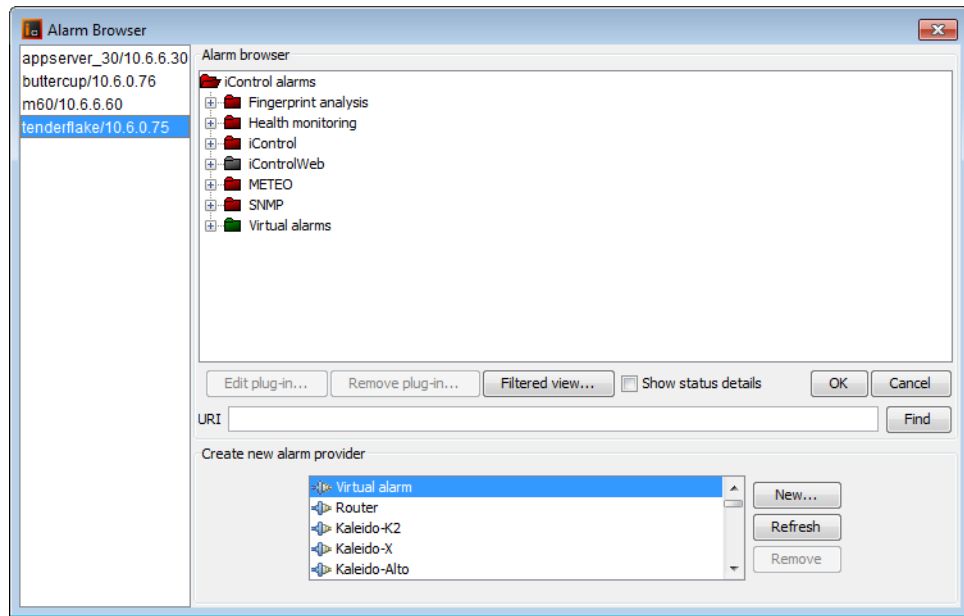 Alarm Browser
appserver_30/10.6.6.30
buttercup/10.6.0.76
m60/10.6.6.60
tenderflake/10.6.0.75
Alarm browser
iControl alarms
Fingerprint analysis
Health monitoring
iControl
iControlWeb
METEO
SNMP
Virtual alarms
Edit plug-in... Remove plug-in... Filtered view... Show status details OK Cancel
URI Find
Create new alarm provider
Virtual alarm
Router
Kaleido-K2
Kaleido-X
Kaleido-Alto
New...
Refresh
Remove